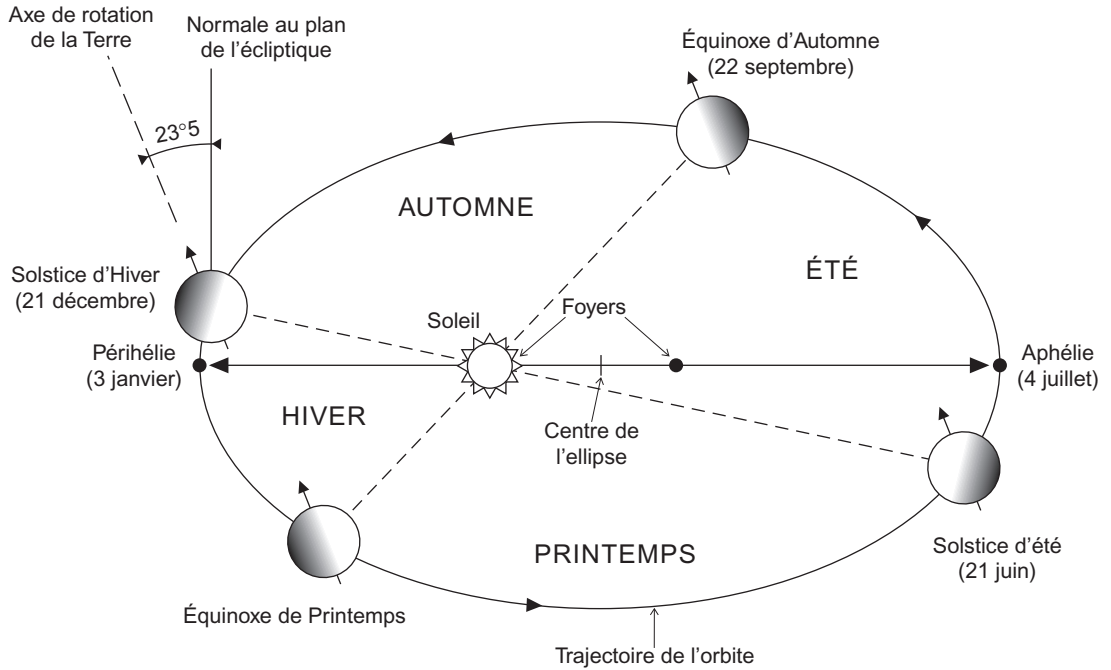 Axe de rotation
de la Terre
Normale au plan
de l'écliptique
Équinoxe d'Automne
(22 septembre)
23°5
AUTOMNE
ÉTÉ
Solstice d'Hiver
(21 décembre)
Soleil
Foyers
Périhélie
(3 janvier)
Aphélie
(4 juillet)
HIVER
Centre de
l'ellipse
PRINTEMPS
Solstice d'été
(21 juin)
Équinoxe de Printemps
Trajectoire de l'orbite